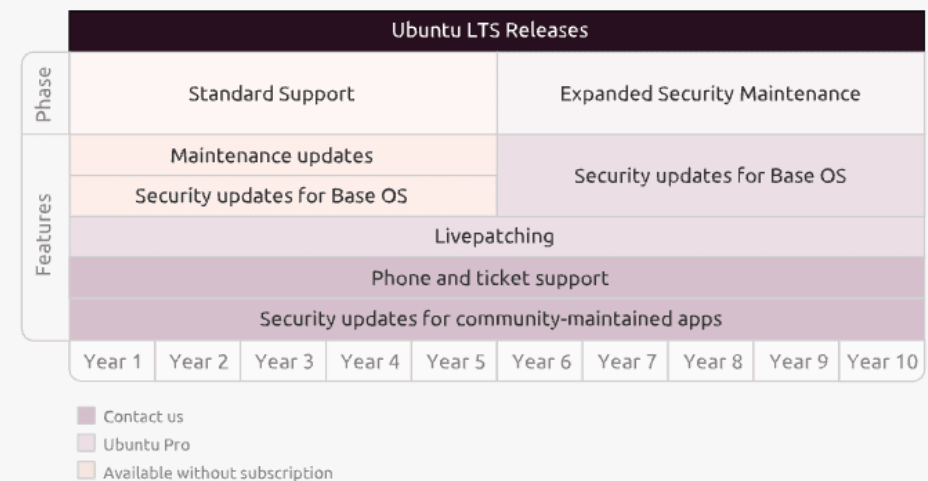 Ubuntu LTS Releases
Phase
Standard Support
Expanded Security Maintenance
Features
Maintenance updates
Security updates for Base OS
Security updates for Base OS
Livepatching
Phone and ticket support
Security updates for community-maintained apps
Year 1 Year 2 Year 3 Year 4 Year 5 Year 6 Year 7 Year 8 Year 9 Year 10
Contact us
Ubuntu Pro
Available without subscription